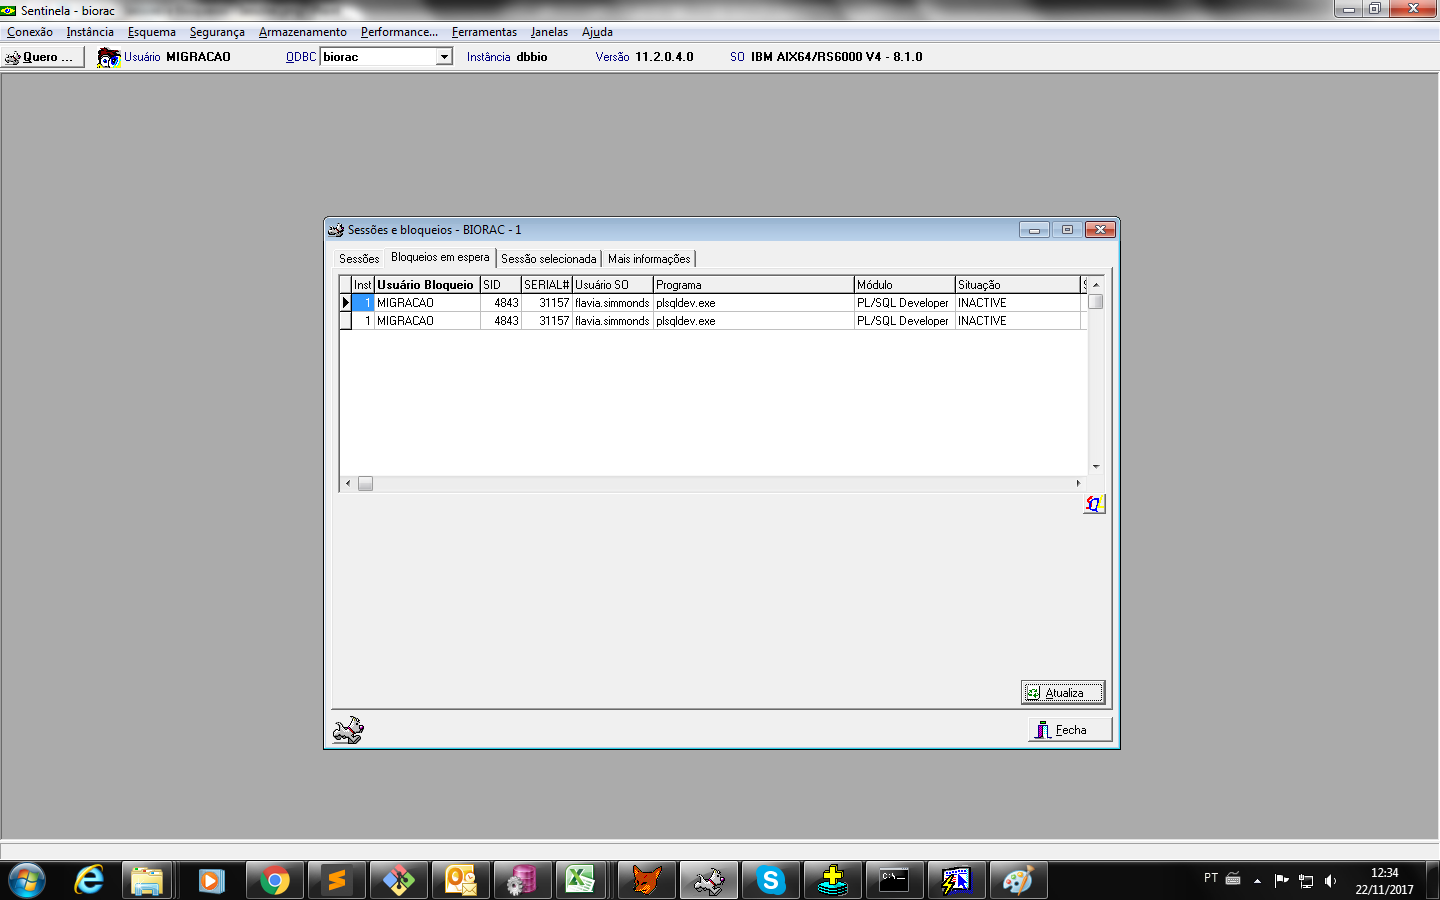 Sentinela - biorac
Conexão Instância Esquema Segurança Armazenamento Performance... Ferramentas Janelas Ajuda
Quero ... Usuário MIGRACAO ODBC biorac Instância dbbio Versão 11.2.0.4.0 SO IBM AIX64/RS6000 V4 - 8.1.0
Sessões e bloqueios - BIORAC - 1
Sessões Bloqueios em espera Sessão selecionada Mais informações
Inst Usuário Bloqueio SID SERIAL# Usuário SO Programa Módulo Situação
1 MIGRACAO 4843 31157 flavia.simmonds plsqldev.exe PL/SQL Developer INACTIVE
1 MIGRACAO 4843 31157 flavia.simmonds plsqldev.exe PL/SQL Developer INACTIVE
Atualiza
Fecha
C:\_
PT
12:34
22/11/2017